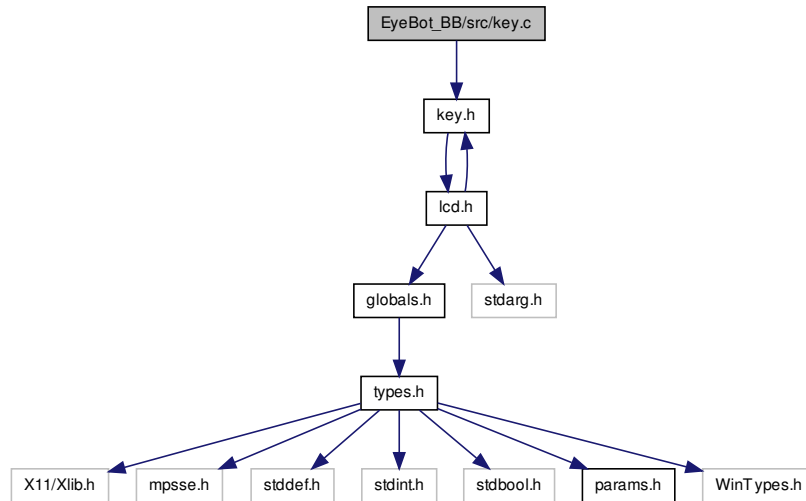 EyeBot_BB/src/key.c
key.h
lcd.h
globals.h
stdarg.h
types.h
X11/Xlib.h
mpsse.h
stddef.h
stdint.h
stdbool.h
params.h
WinTypes.h